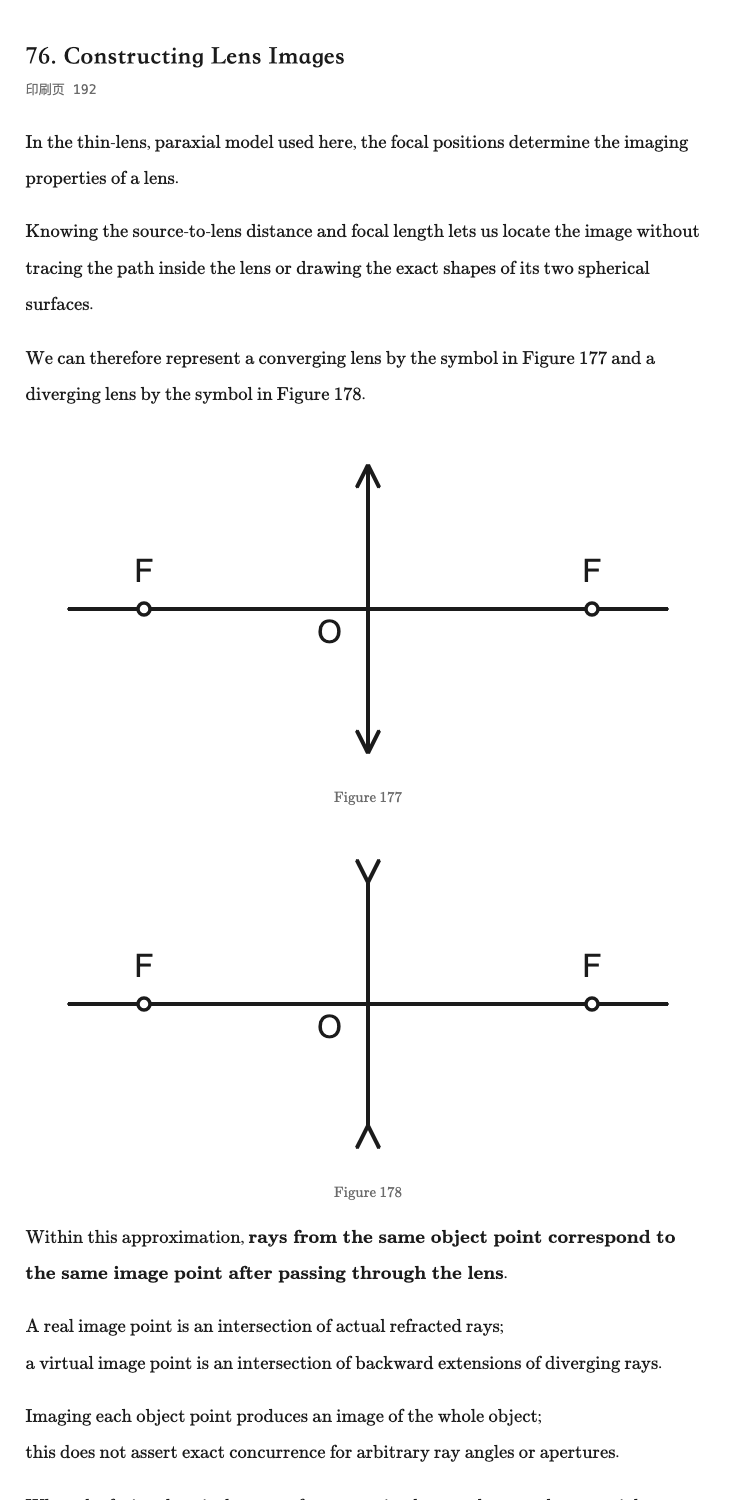 76. Constructing Lens Images
印刷页 192
In the thin-lens, paraxial model used here, the focal positions determine the imaging
properties of a lens.
Knowing the source-to-lens distance and focal length lets us locate the image without
tracing the path inside the lens or drawing the exact shapes of its two spherical
surfaces.
We can therefore represent a converging lens by the symbol in Figure 177 and a
diverging lens by the symbol in Figure 178.
F F
O
Figure 177
F F
O
Figure 178
Within this approximation, rays from the same object point correspond to
the same image point after passing through the lens.
A real image point is an intersection of actual refracted rays;
a virtual image point is an intersection of backward extensions of diverging rays.
Imaging each object point produces an image of the whole object;
this does not assert exact concurrence for arbitrary ray angles or apertures.